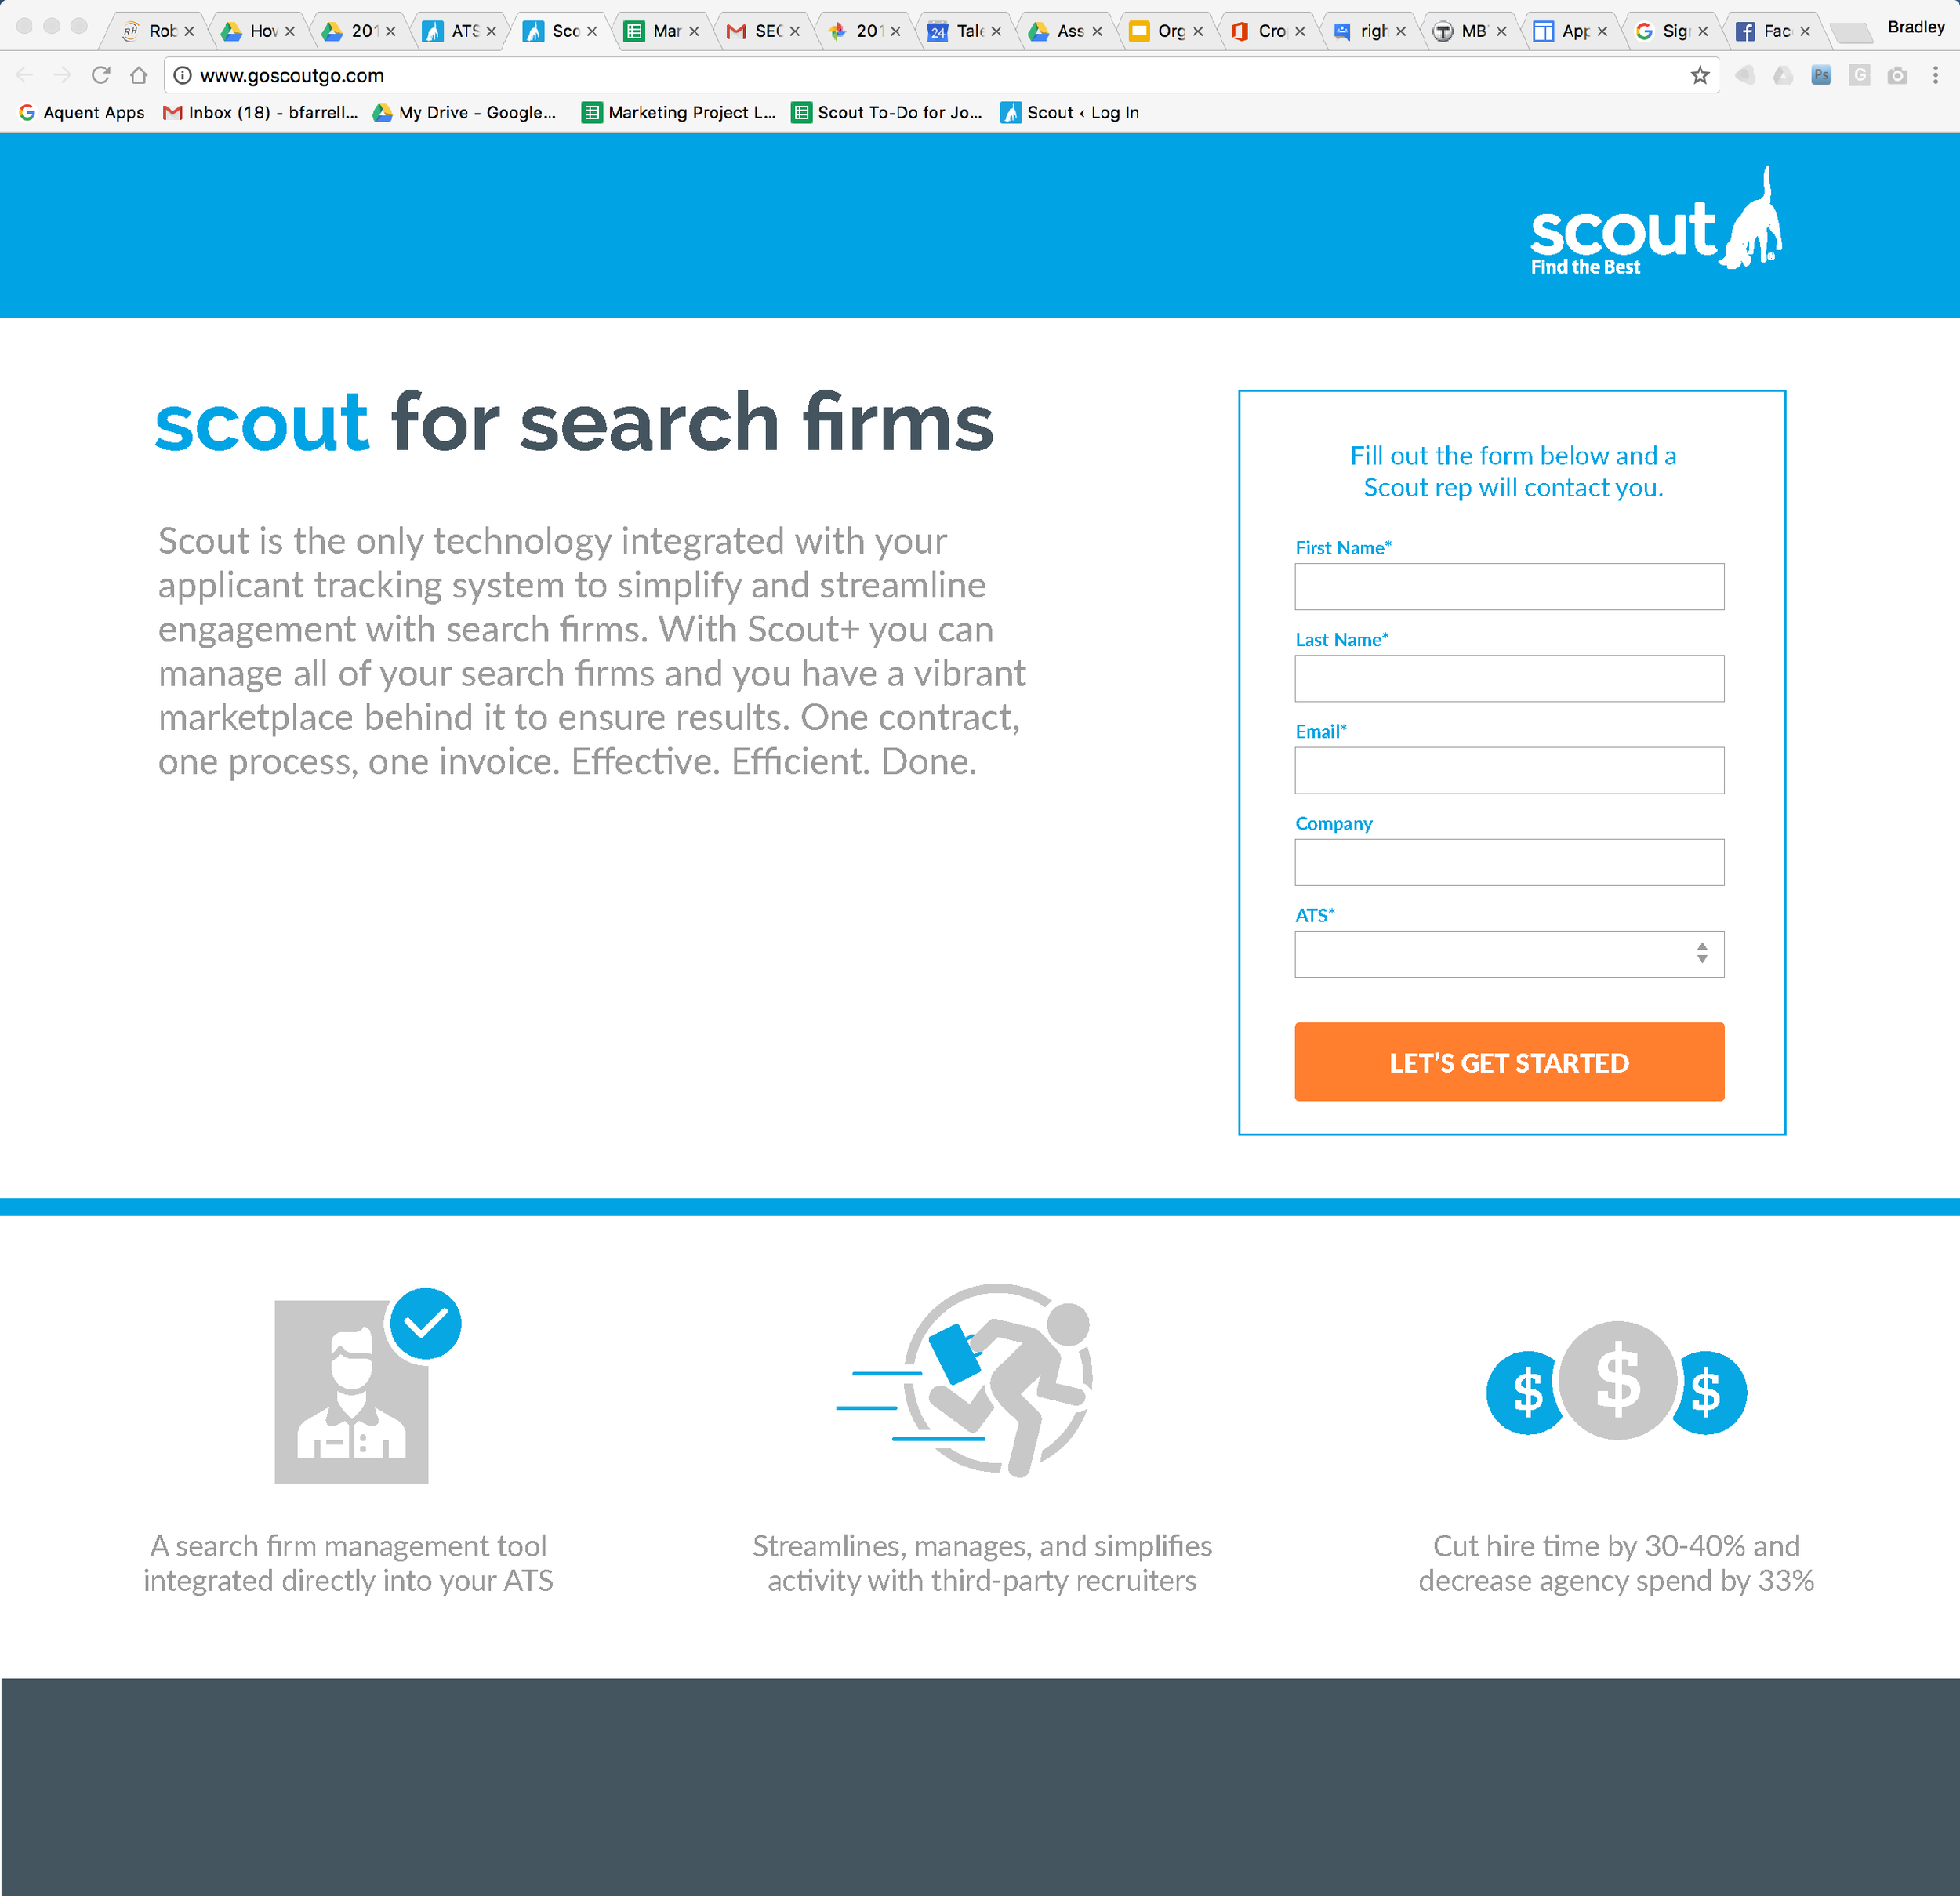 Rob
How
201
ATS
Sco
Mar
SEO
201
Tale
Ass
Org
Cro
righ
MB
App
Sig
Fac
Bradley
www.goscoutgo.com
Aquent Apps
Inbox (18) - bfarrell...
My Drive - Google...
Marketing Project L...
Scout To-Do for Jo...
Scout ‹ Log In
scout
Find the Best
scout for search firms
Scout is the only technology integrated with your
applicant tracking system to simplify and streamline
engagement with search firms. With Scout+ you can
manage all of your search firms and you have a vibrant
marketplace behind it to ensure results. One contract,
one process, one invoice. Effective. Efficient. Done.
Fill out the form below and a
Scout rep will contact you.
First Name*
Last Name*
Email*
Company
ATS*
LET'S GET STARTED
$ $ $
A search firm management tool
integrated directly into your ATS
Streamlines, manages, and simplifies
activity with third-party recruiters
Cut hire time by 30-40% and
decrease agency spend by 33%